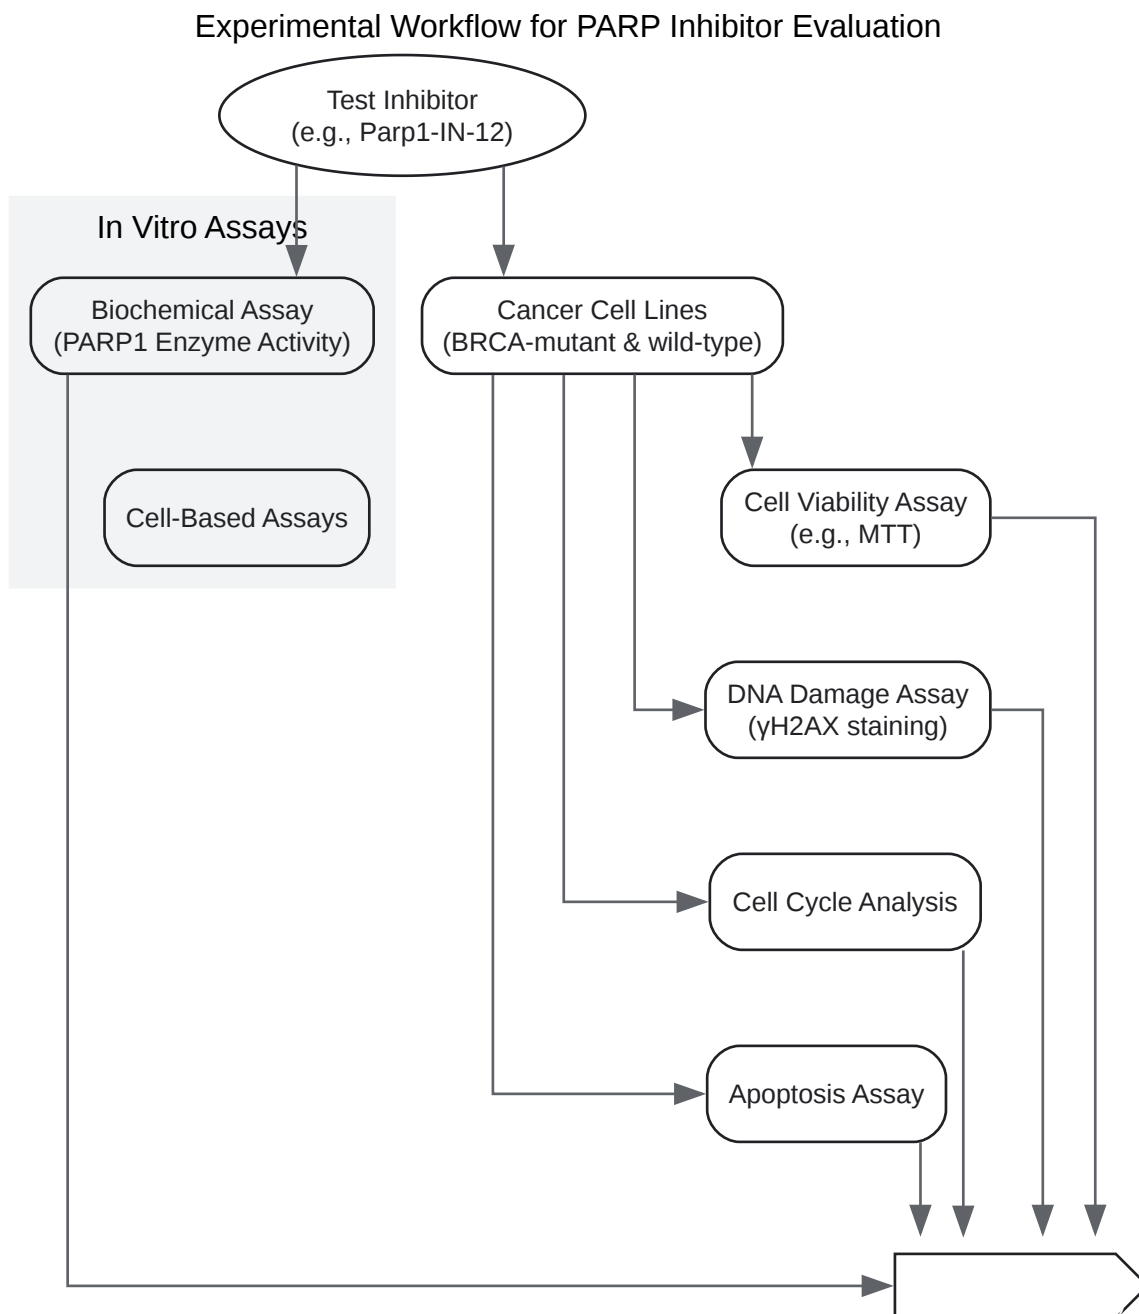 Experimental Workflow for PARP Inhibitor Evaluation
Test Inhibitor
(e.g., Parp1-IN-12)
In Vitro Assays
Biochemical Assay
(PARP1 Enzyme Activity)
Cancer Cell Lines
(BRCA-mutant & wild-type)
Cell-Based Assays
Cell Viability Assay
(e.g., MTT)
DNA Damage Assay
(γH2AX staining)
Cell Cycle Analysis
Apoptosis Assay